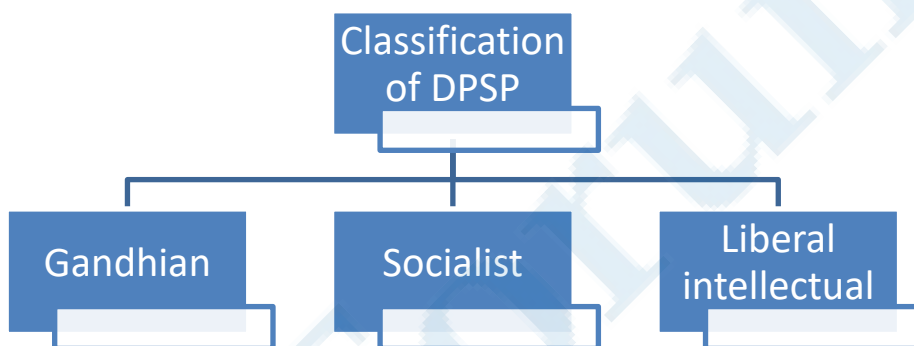 Classification
of DPSP
Gandhian
Socialist
Liberal
intellectual